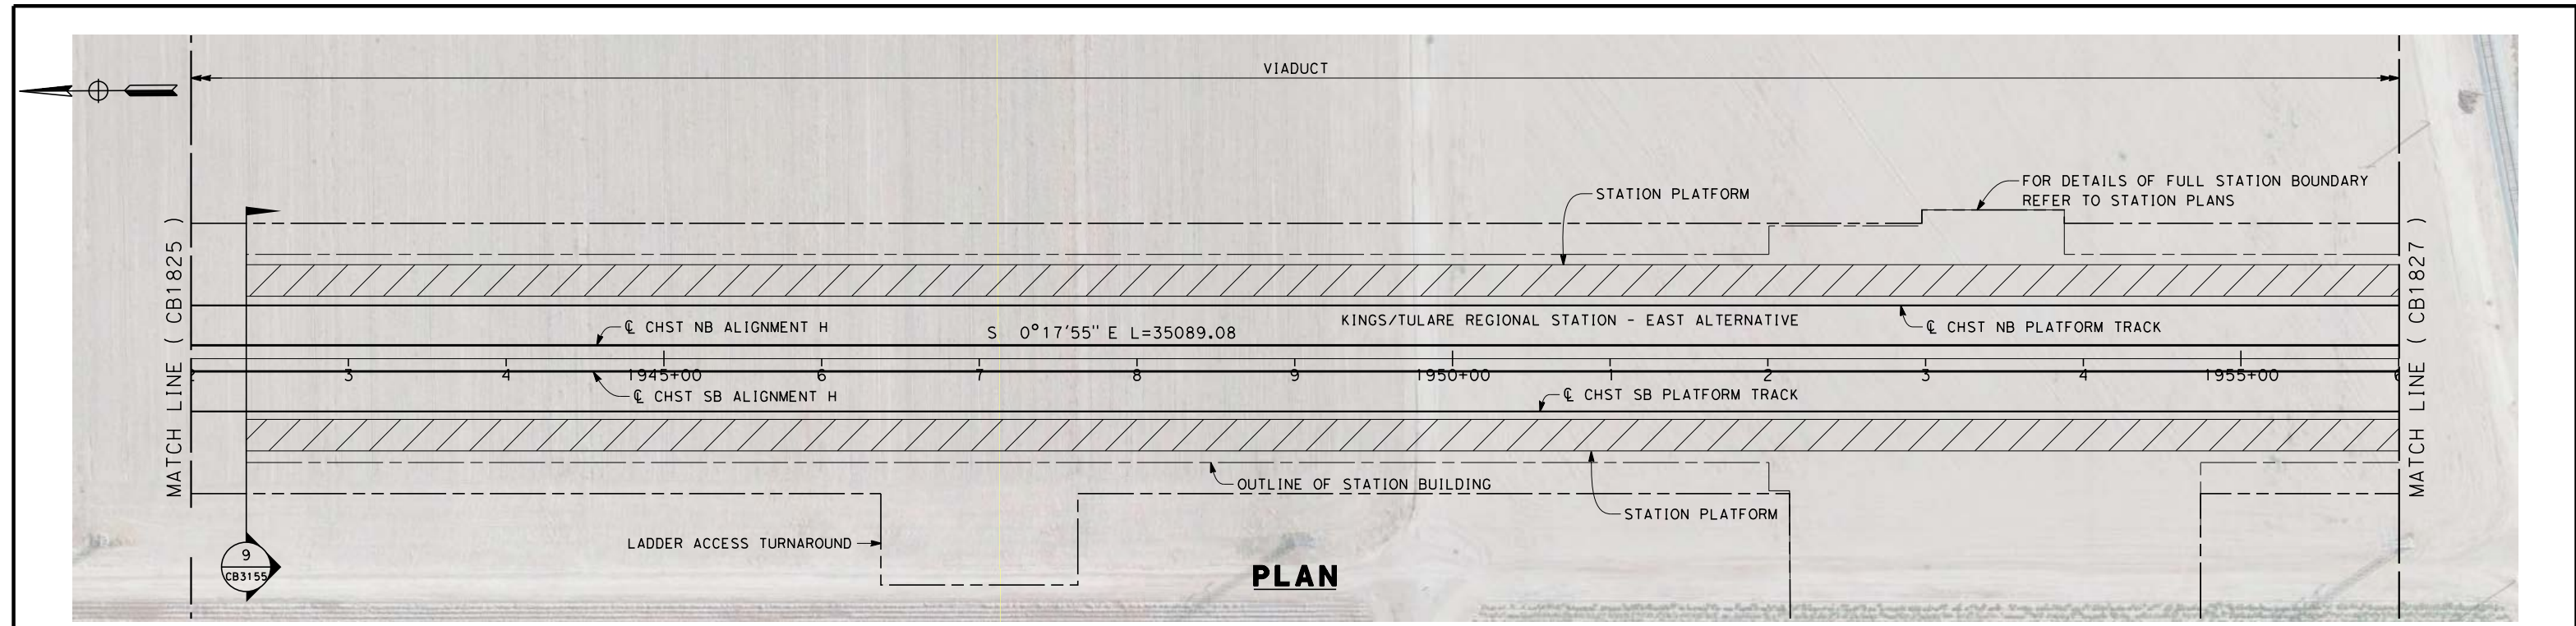 VIADUCT
STATION PLATFORM
FOR DETAILS OF FULL STATION BOUNDARY
REFER TO STATION PLANS
MATCH LINE ( CB1825 )
MATCH LINE ( CB1827 )
℄ CHST NB ALIGNMENT H
S 0°17'55" E L=35089.08
KINGS/TULARE REGIONAL STATION - EAST ALTERNATIVE
℄ CHST NB PLATFORM TRACK
3 4 1945+00 6 7 8 9 1950+00 1 2 3 4 1955+00
℄ CHST SB ALIGNMENT H
℄ CHST SB PLATFORM TRACK
OUTLINE OF STATION BUILDING
STATION PLATFORM
LADDER ACCESS TURNAROUND
9
CB3155
PLAN